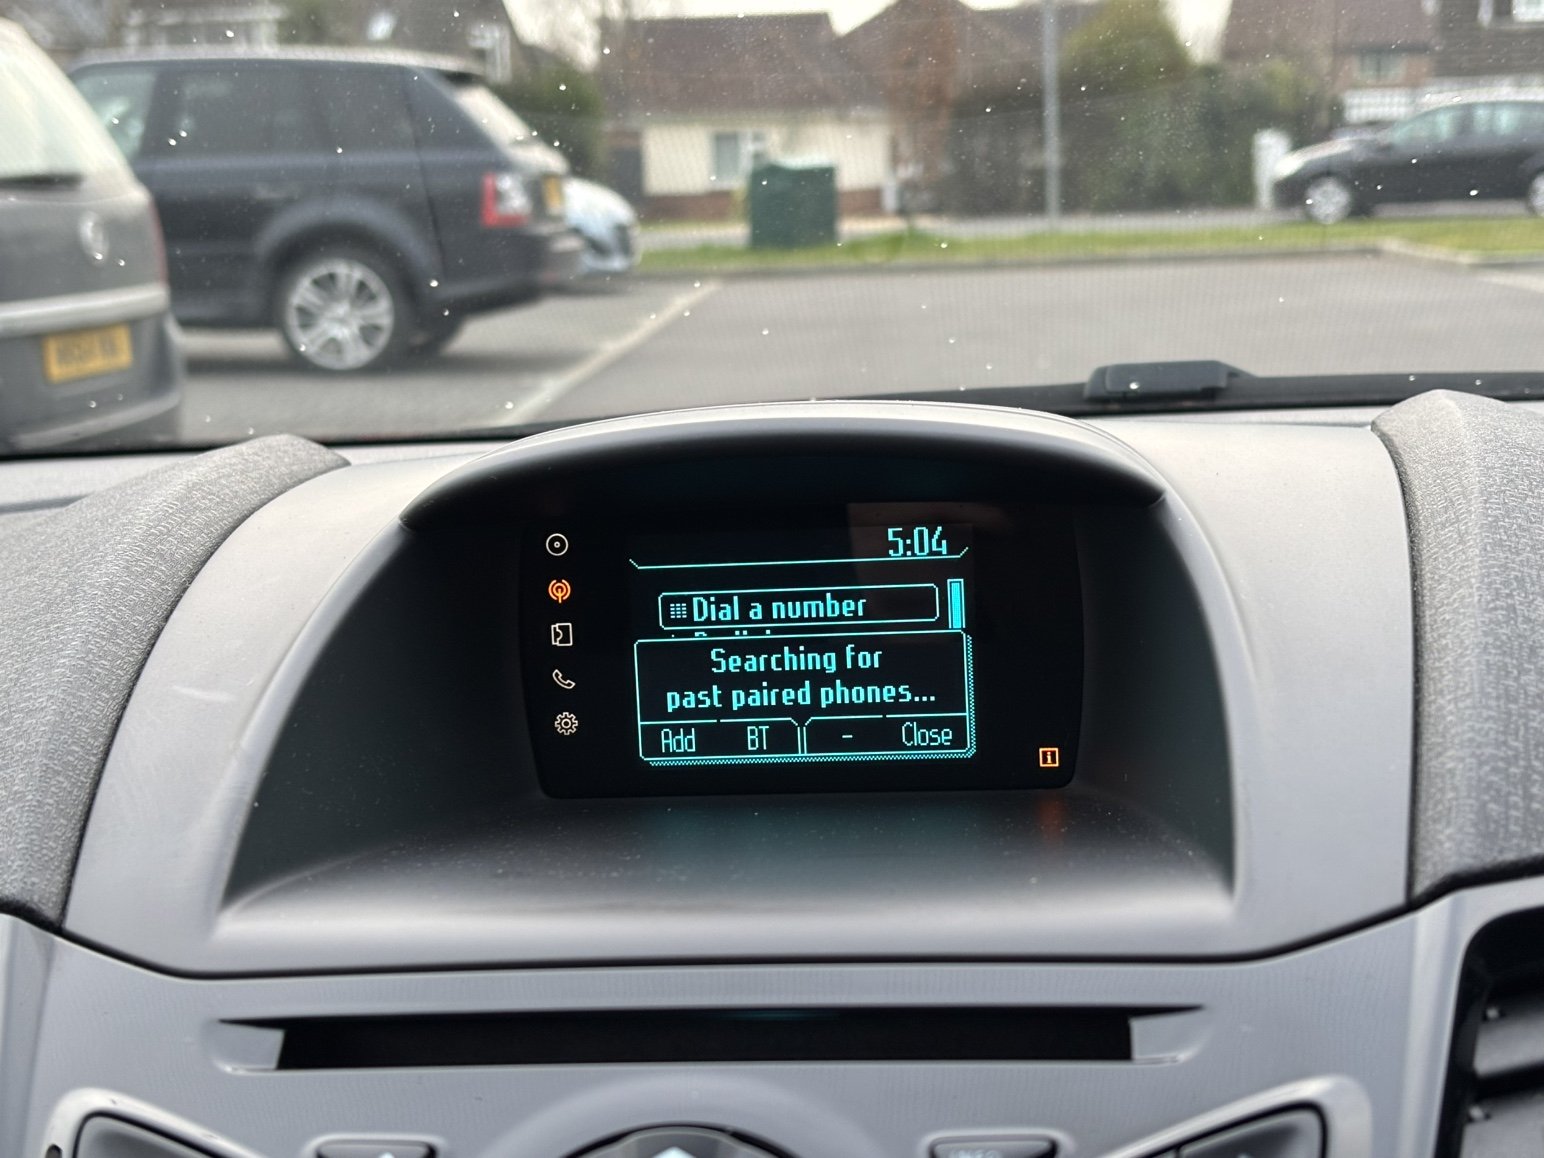 5:04
Dial a number
Searching for
past paired phones...
Add BT - Close
i